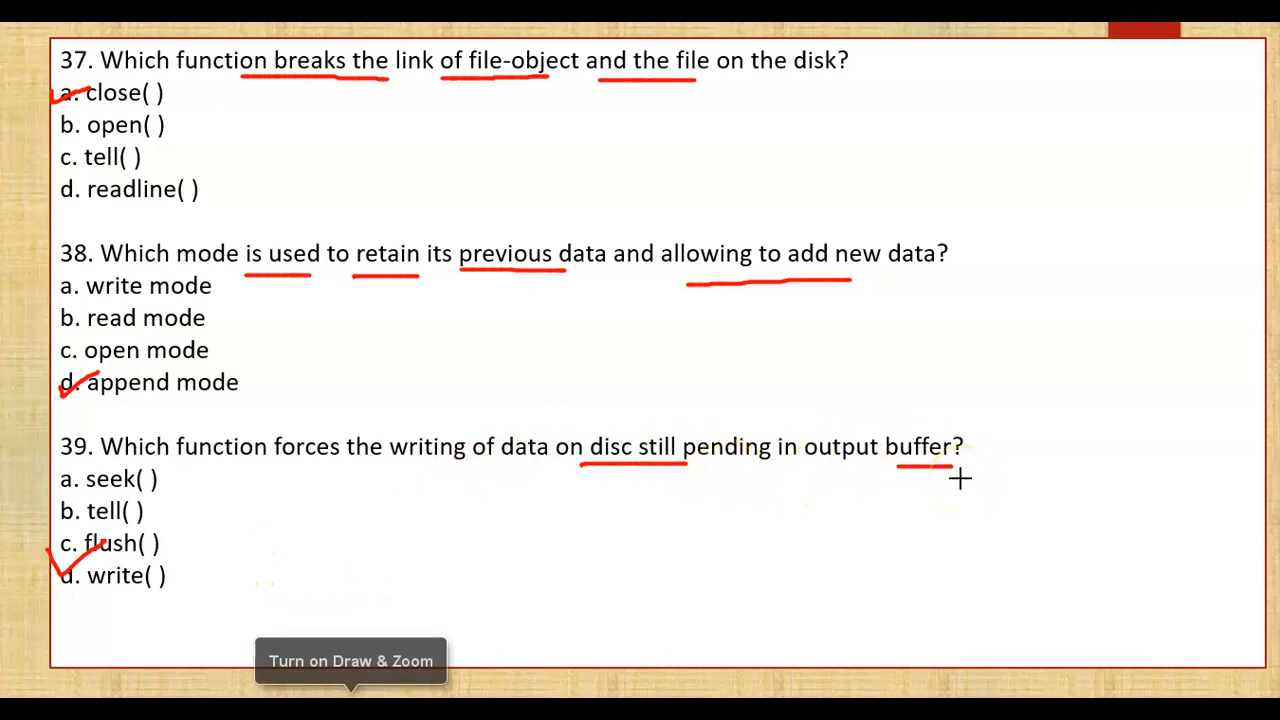 37. Which function breaks the link of file-object and the file on the disk?
a. close( )
b. open( )
c. tell( )
d. readline( )
38. Which mode is used to retain its previous data and allowing to add new data?
a. write mode
b. read mode
c. open mode
d. append mode
39. Which function forces the writing of data on disc still pending in output buffer?
a. seek( )
b. tell( )
c. flush( )
d. write( )
Turn on Draw & Zoom